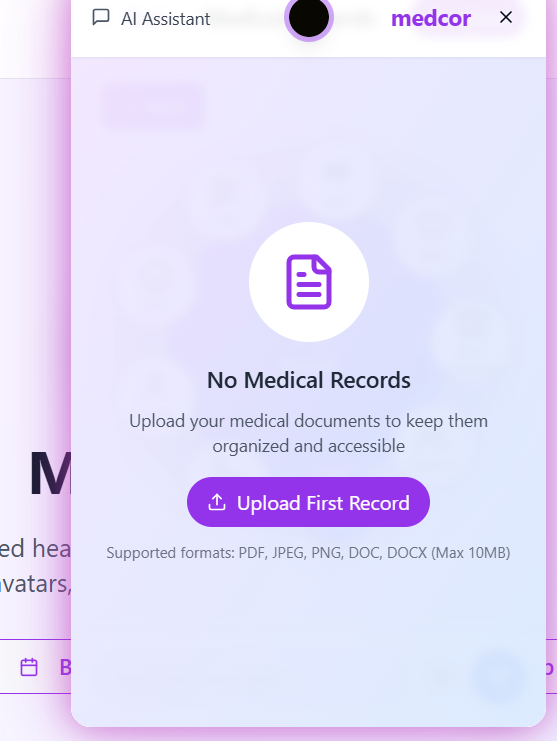 AI Assistant
medcor
No Medical Records
Upload your medical documents to keep them
organized and accessible
Upload First Record
Supported formats: PDF, JPEG, PNG, DOC, DOCX (Max 10MB)
M
ed hea
vatars,
B